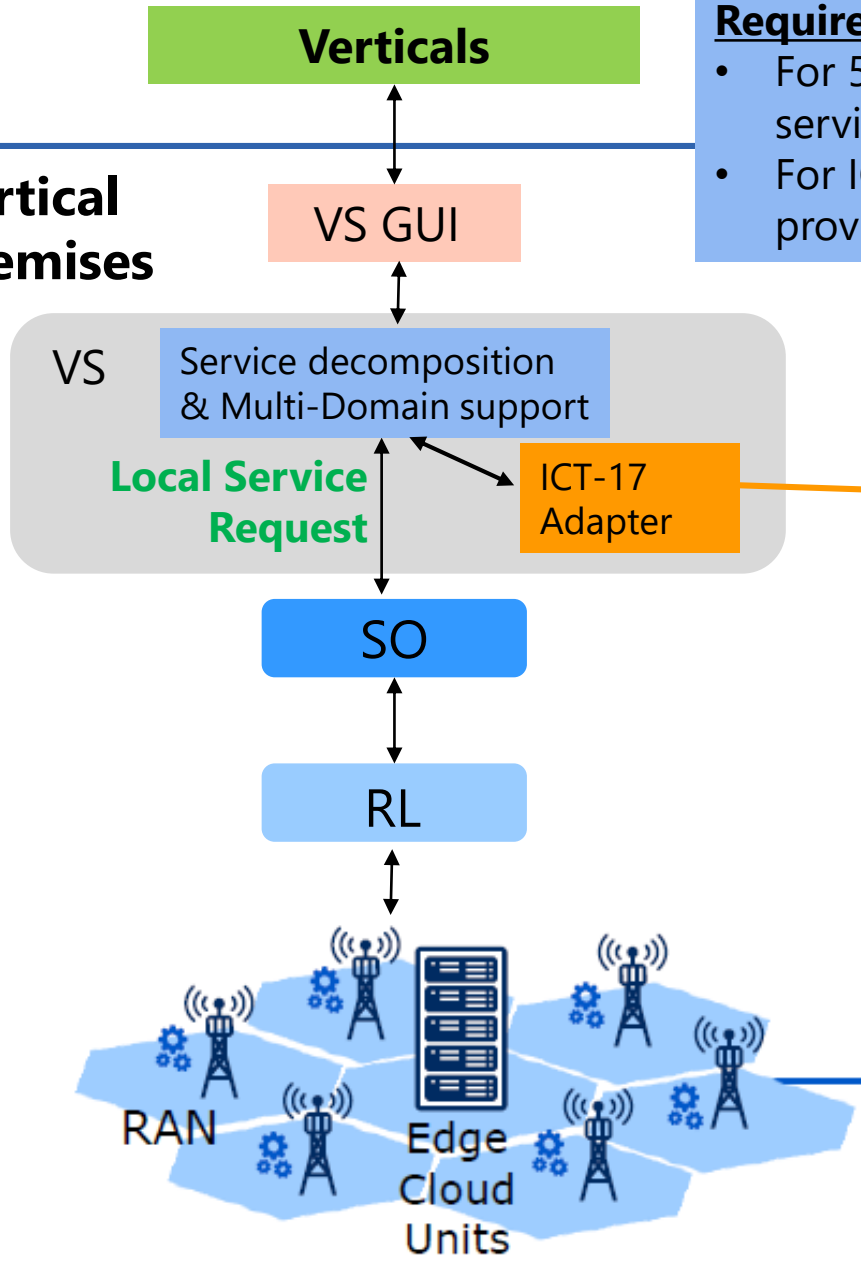 Verticals
Require
• For 5
servi
• For I
prov
rtical
emises
VS GUI
VS
Service decomposition
& Multi-Domain support
Local Service
Request
ICT-17
Adapter
SO
RL
RAN
Edge
Cloud
Units